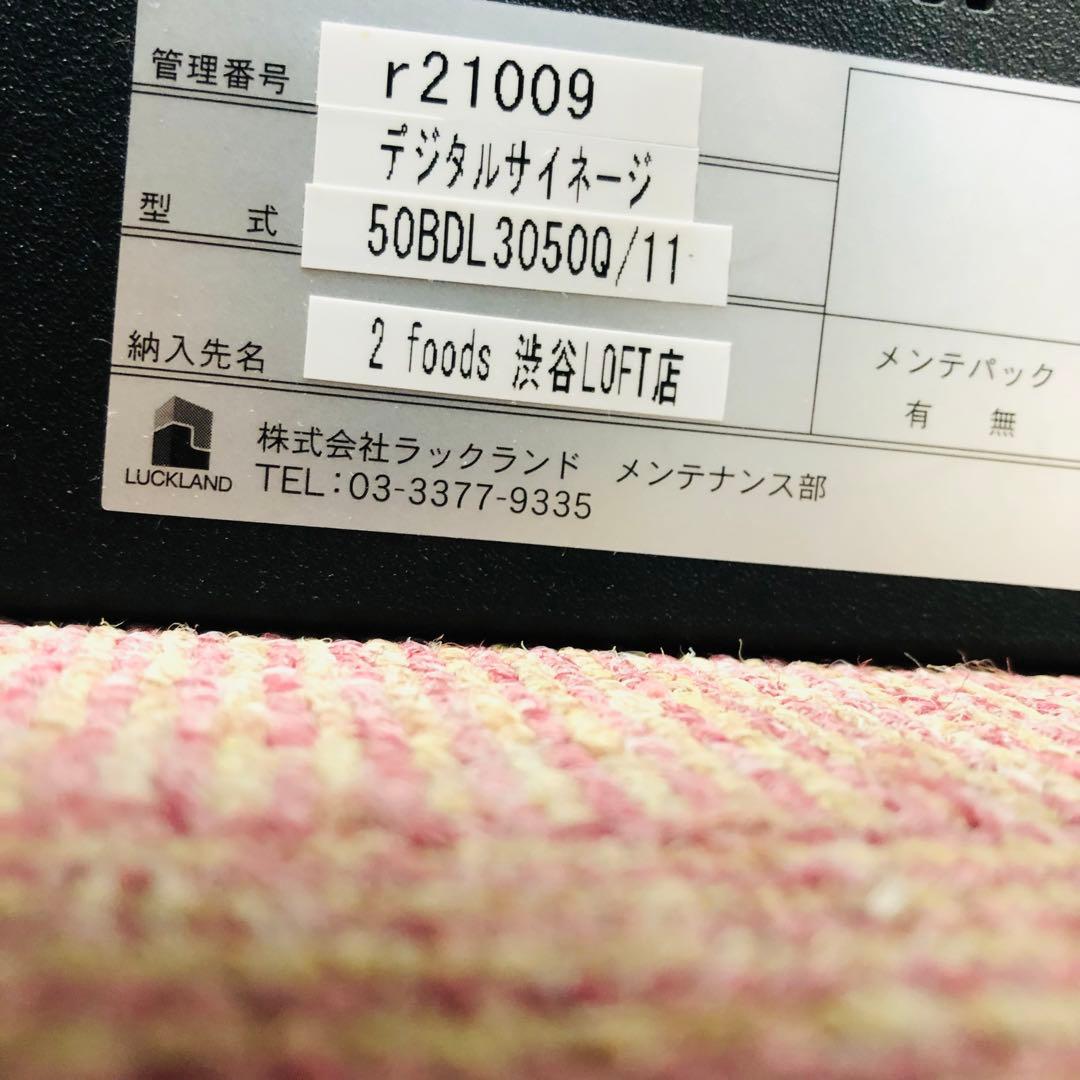 管理番号 r21009
デジタルサイネージ
型 式 50BDL3050Q/11
納入先名 2 foods 渋谷LOFT店
メンテパック
有 無
LUCKLAND
株式会社ラックランド メンテナンス部
TEL:03-3377-9335